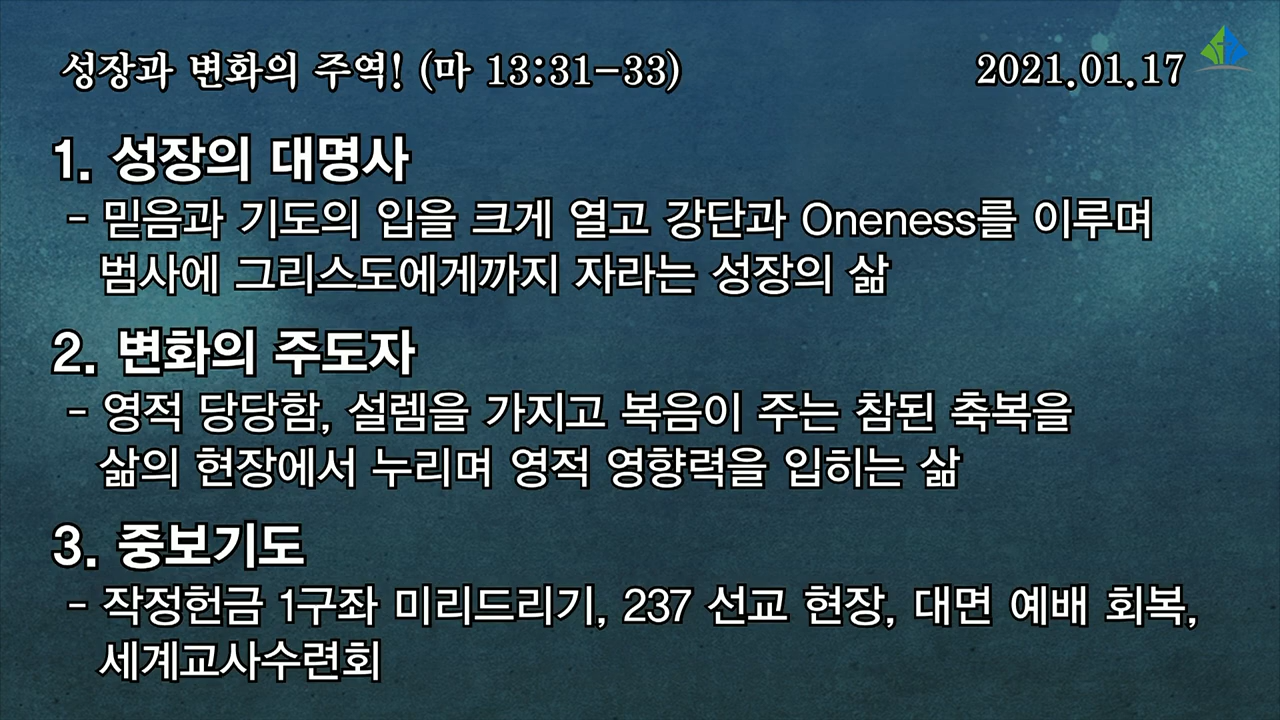 성장과 변화의 주역! (마 13:31-33) 2021.01.17
1. 성장의 대명사
- 믿음과 기도의 입을 크게 열고 강단과 Oneness를 이루며
범사에 그리스도에게까지 자라는 성장의 삶
2. 변화의 주도자
- 영적 당당함, 설렘을 가지고 복음이 주는 참된 축복을
삶의 현장에서 누리며 영적 영향력을 입히는 삶
3. 중보기도
- 작정헌금 1구좌 미리드리기, 237 선교 현장, 대면 예배 회복,
세계교사수련회